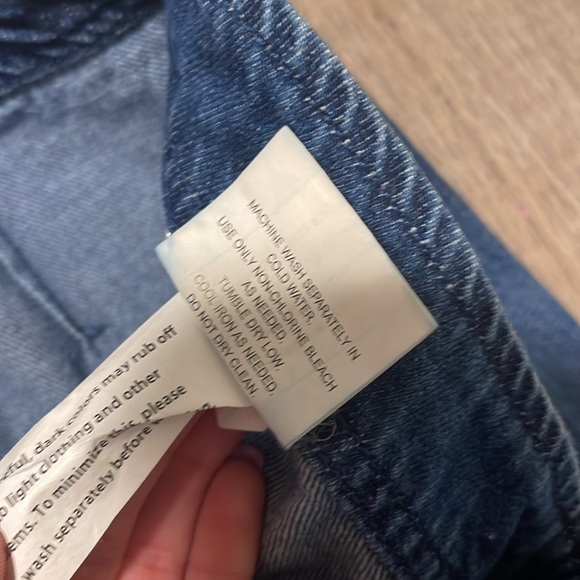 MACHINE WASH SEPARATELY IN
COLD WATER.
USE ONLY NON-CHLORINE BLEACH
AS NEEDED.
TUMBLE DRY LOW.
COOL IRON AS NEEDED.
DO NOT DRY CLEAN.
dark colors may rub off
light clothing and other
To minimize this, please
wash separately before